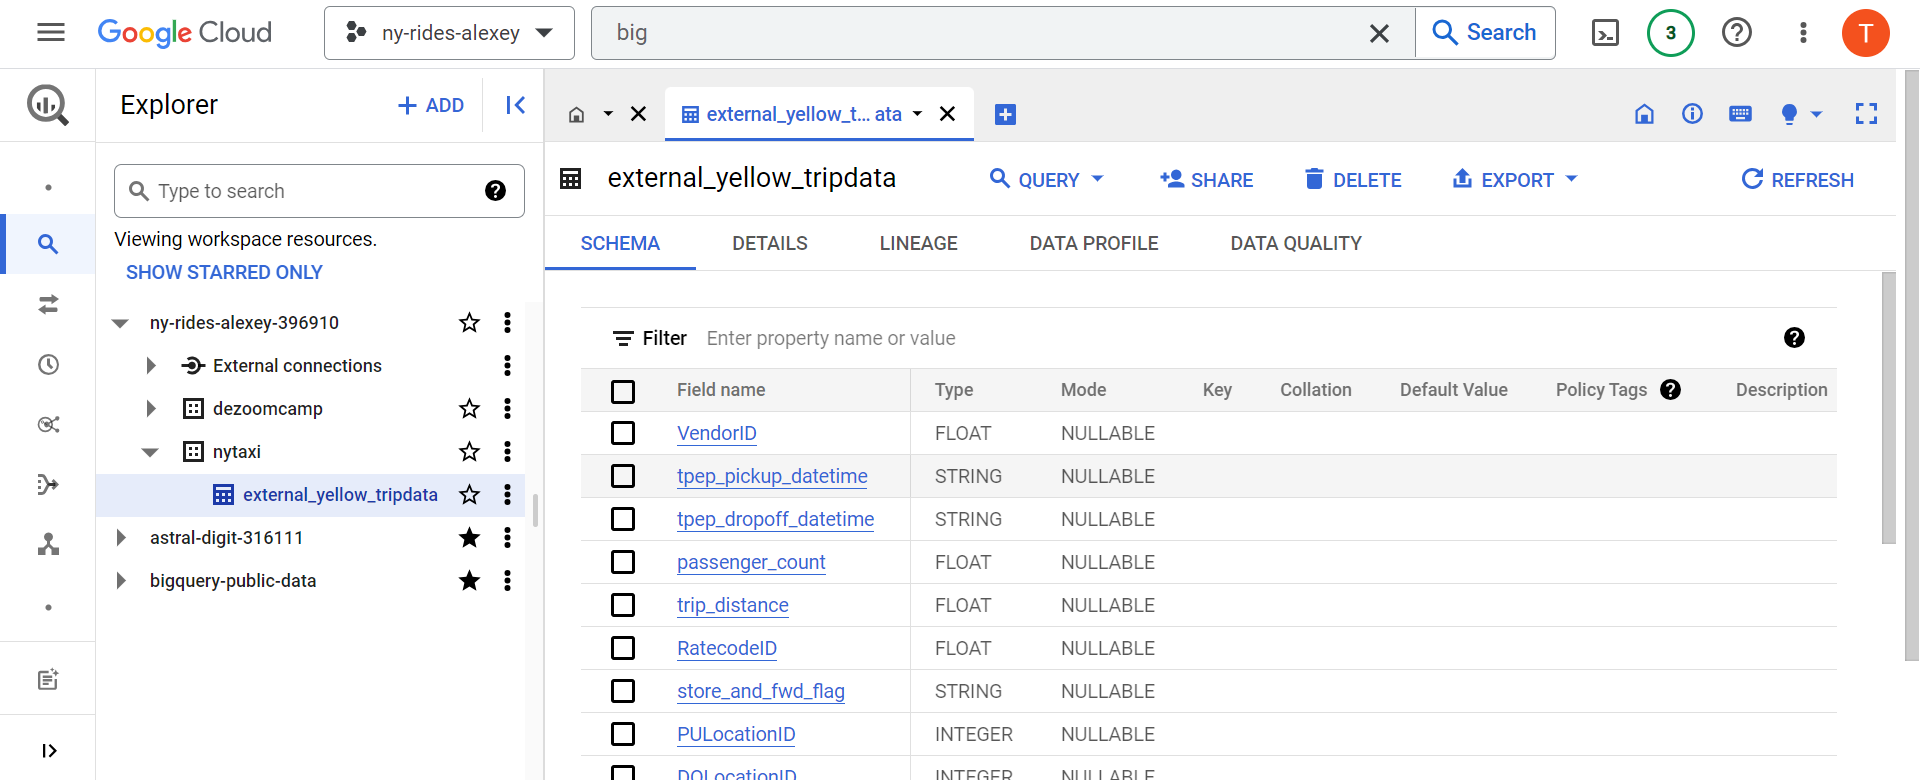 Google Cloud
ny-rides-alexey
big
Search
3
T
Explorer
ADD
external_yellow_t... ata
Type to search
Viewing workspace resources.
SHOW STARRED ONLY
ny-rides-alexey-396910
External connections
dezoomcamp
nytaxi
external_yellow_tripdata
astral-digit-316111
bigquery-public-data
external_yellow_tripdata
QUERY
SHARE
DELETE
EXPORT
REFRESH
SCHEMA
DETAILS
LINEAGE
DATA PROFILE
DATA QUALITY
Filter Enter property name or value
Field name Type Mode Key Collation Default Value Policy Tags Description
VendorID FLOAT NULLABLE
tpep_pickup_datetime STRING NULLABLE
tpep_dropoff_datetime STRING NULLABLE
passenger_count FLOAT NULLABLE
trip_distance FLOAT NULLABLE
RatecodeID FLOAT NULLABLE
store_and_fwd_flag STRING NULLABLE
PULocationID INTEGER NULLABLE
DOLocationID INTEGER NULLABLE